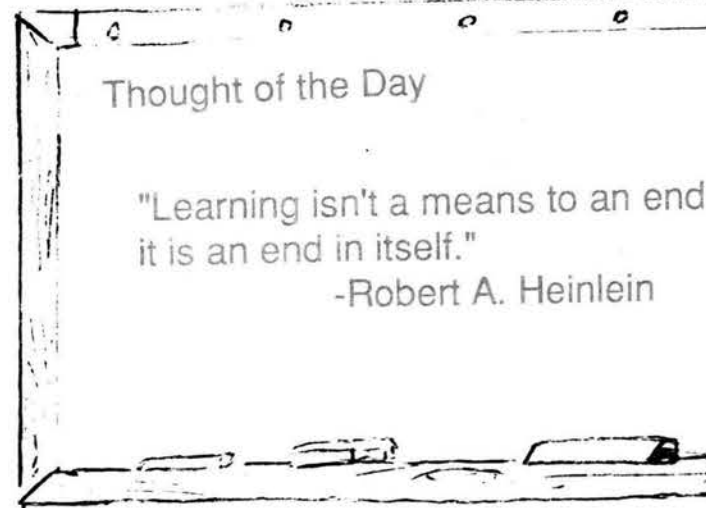 Thought of the Day
"Learning isn't a means to an end
it is an end in itself."
-Robert A. Heinlein